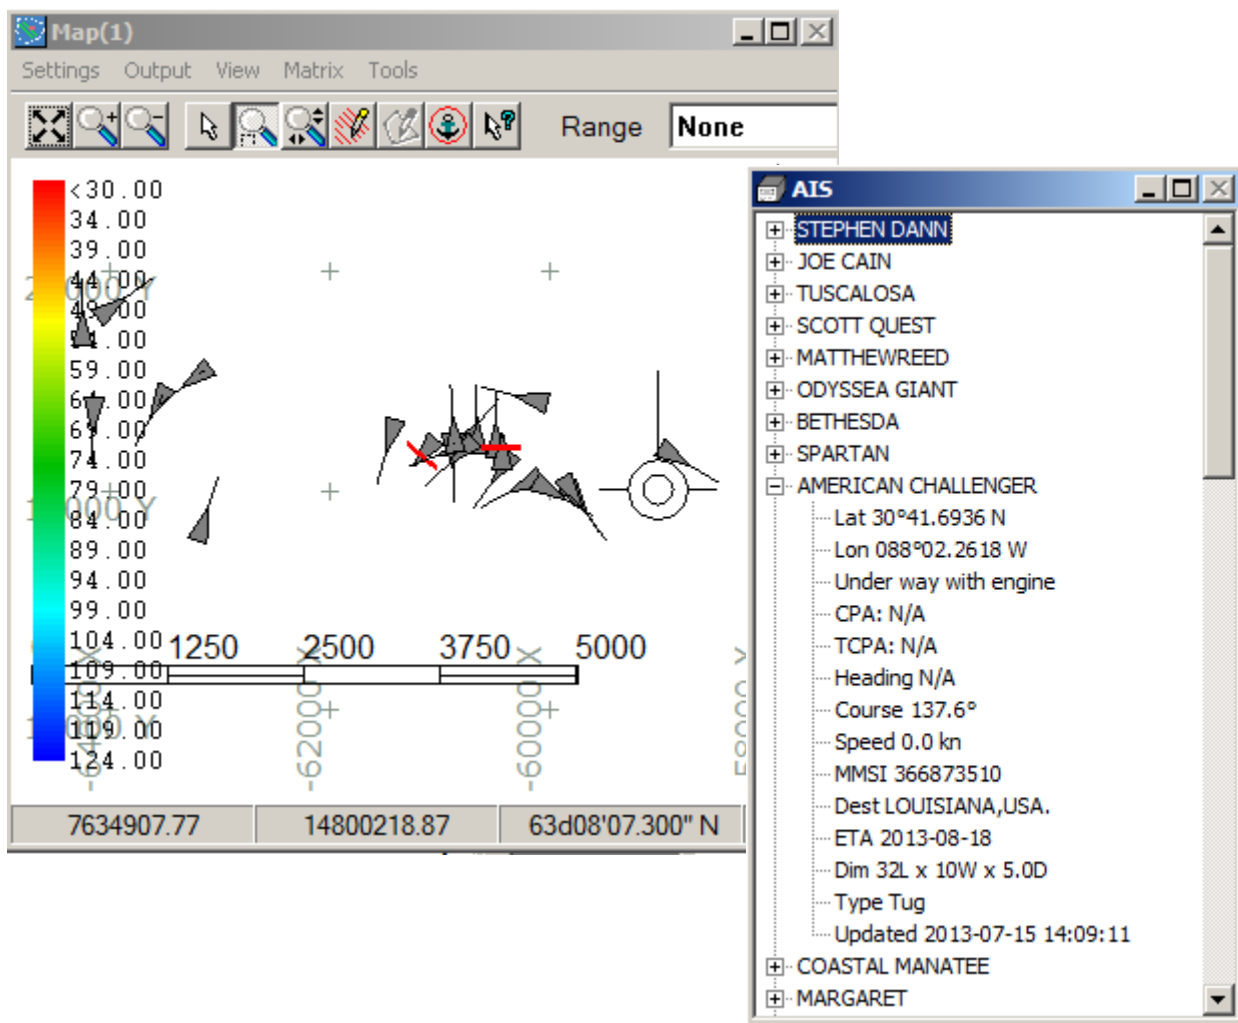 Map(1)
Settings Output View Matrix Tools
Range None
<30.00
34.00
39.00
44.00
49.00
54.00
59.00
64.00
69.00
74.00
79.00
84.00
89.00
94.00
99.00
104.00
109.00
114.00
119.00
124.00
1250 2500 3750 5000
-62000 X
-60000 X
7634907.77 14800218.87 63d08'07.300" N
AIS
STEPHEN DANN
JOE CAIN
TUSCALOSA
SCOTT QUEST
MATTHEWREED
ODYSSEA GIANT
BETHESDA
SPARTAN
AMERICAN CHALLENGER
Lat 30°41.6936 N
Lon 088°02.2618 W
Under way with engine
CPA: N/A
TCPA: N/A
Heading N/A
Course 137.6°
Speed 0.0 kn
MMSI 366873510
Dest LOUISIANA,USA.
ETA 2013-08-18
Dim 32L x 10W x 5.0D
Type Tug
Updated 2013-07-15 14:09:11
COASTAL MANATEE
MARGARET